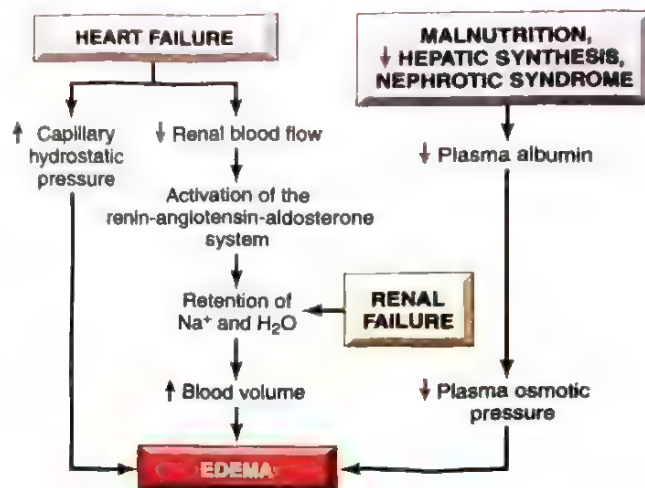 HEART FAILURE
↑ Capillary
hydrostatic
pressure
↓ Renal blood flow
Activation of the
renin-angiotensin-aldosterone
system
Retention of
Na⁺ and H₂O
RENAL
FAILURE
↑ Blood volume
MALNUTRITION,
↓ HEPATIC SYNTHESIS,
NEPHROTIC SYNDROME
↓ Plasma albumin
↓ Plasma osmotic
pressure
EDEMA